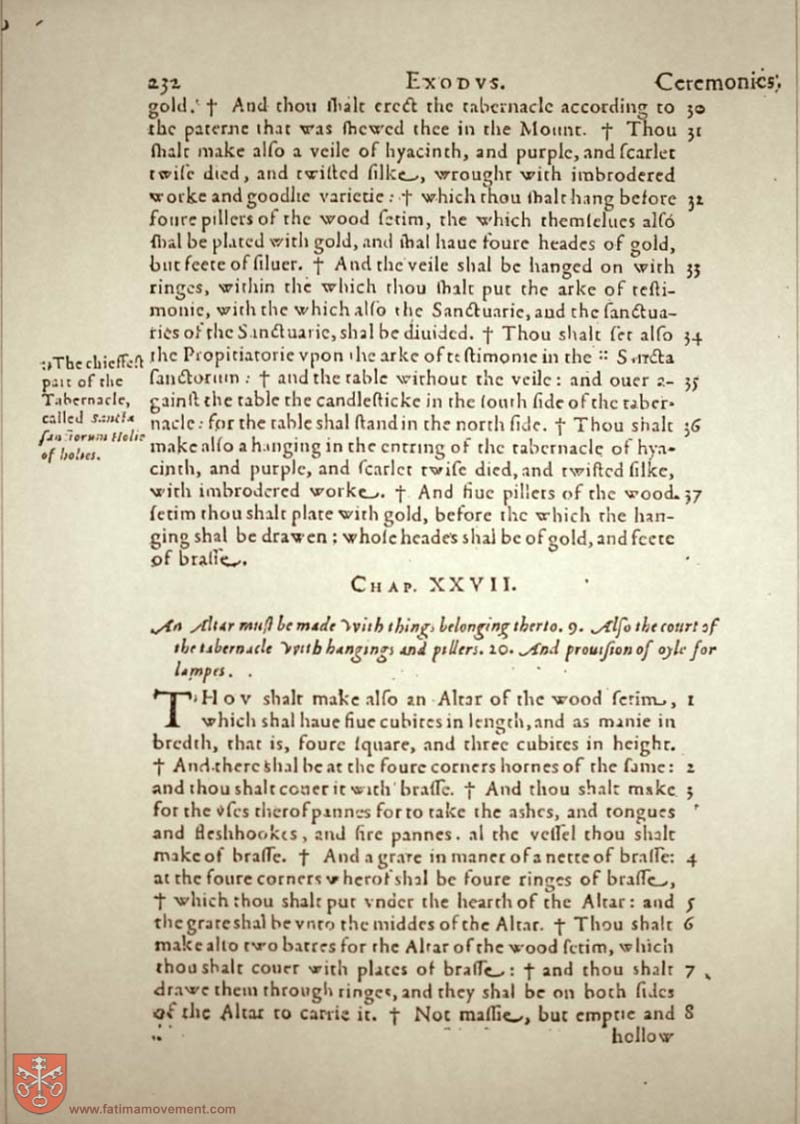 232 EXODVS. Ceremonies.
gold. † And thou ſhalt erect the tabernacle according to 30
the paterne that was ſhewed thee in the Mount. † Thou 31
ſhalt make alſo a veile of hyacinth, and purple, and ſcarlet
twiſe died, and twiſted ſilke, wrought with imbrodered
worke and goodlie varietie: † which thou ſhalt hang before 32
foure pillers of the wood ſetim, the which themſelues alſo
ſhal be plated with gold, and ſhal haue foure heades of gold,
but feete of ſiluer. † And the veile shal be hanged on with 33
ringes, within the which thou ſhalt put the arke of teſti-
monie, with the which alſo the Sanctuarie, and the ſanctua-
ries of the Sanctuarie, shal be diuided. † Thou shalt ſet alſo 34
the Propitiatorie vpon the arke of teſtimonie in the :: Sancta
ſanctorum: † and the table without the veile: and ouer a- 35
gainſt the table the candleſticke in the ſouth ſide of the taber-
nacle: for the table shal ſtand in the north ſide. † Thou shalt 36
make alſo a hanging in the entring of the tabernacle of hya-
cinth, and purple, and ſcarlet twiſe died, and twiſted ſilke,
with imbrodered worke. † And fiue pillers of the wood 37
ſetim thou shalt plate with gold, before the which the han-
ging shal be drawen; whoſe heades shal be of gold, and feete
of braſſe.
:: The chieffeſt
part of the
Tabernacle,
called sancta
ſanctorum Holie
of holies.
CHAP. XXVII.
An Altar muſt be made with things belonging therto. 9. Alſo the court of
the tabernacle with hangings and pillers. 20. And prouiſion of oyle for
lampes.
THOV shalt make alſo an Altar of the wood ſetim, 1
which shal haue fiue cubites in length, and as manie in
bredth, that is, foure ſquare, and three cubites in height.
† And there shal be at the foure corners hornes of the ſame: 2
and thou shalt couer it with braſſe. † And thou shalt make 3
for the vſes therof pannes for to take the ashes, and tongues
and fleshhookes, and fire pannes. al the veſſel thou shalt
make of braſſe. † And a grate in maner of a nette of braſſe: 4
at the foure corners wherof shal be foure ringes of braſſe,
† which thou shalt put vnder the hearth of the Altar: and 5
the grate shal be vnto the middes of the Altar. † Thou shalt 6
make alſo two barres for the Altar of the wood ſetim, which
thou shalt couer with plates of braſſe: † and thou shalt 7
drawe them through ringes, and they shal be on both ſides
of the Altar to carrie it. † Not maſſie, but emptie and 8
hollow
www.fatimamovement.com